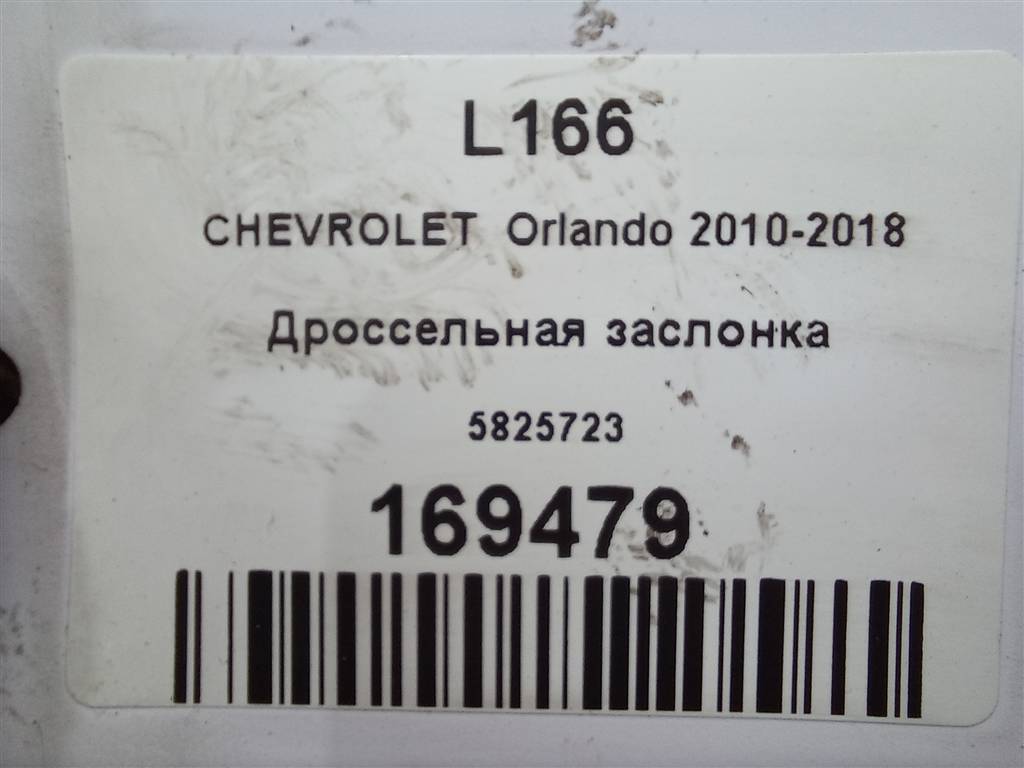 L166
CHEVROLET Orlando 2010-2018
Дроссельная заслонка
5825723
169479